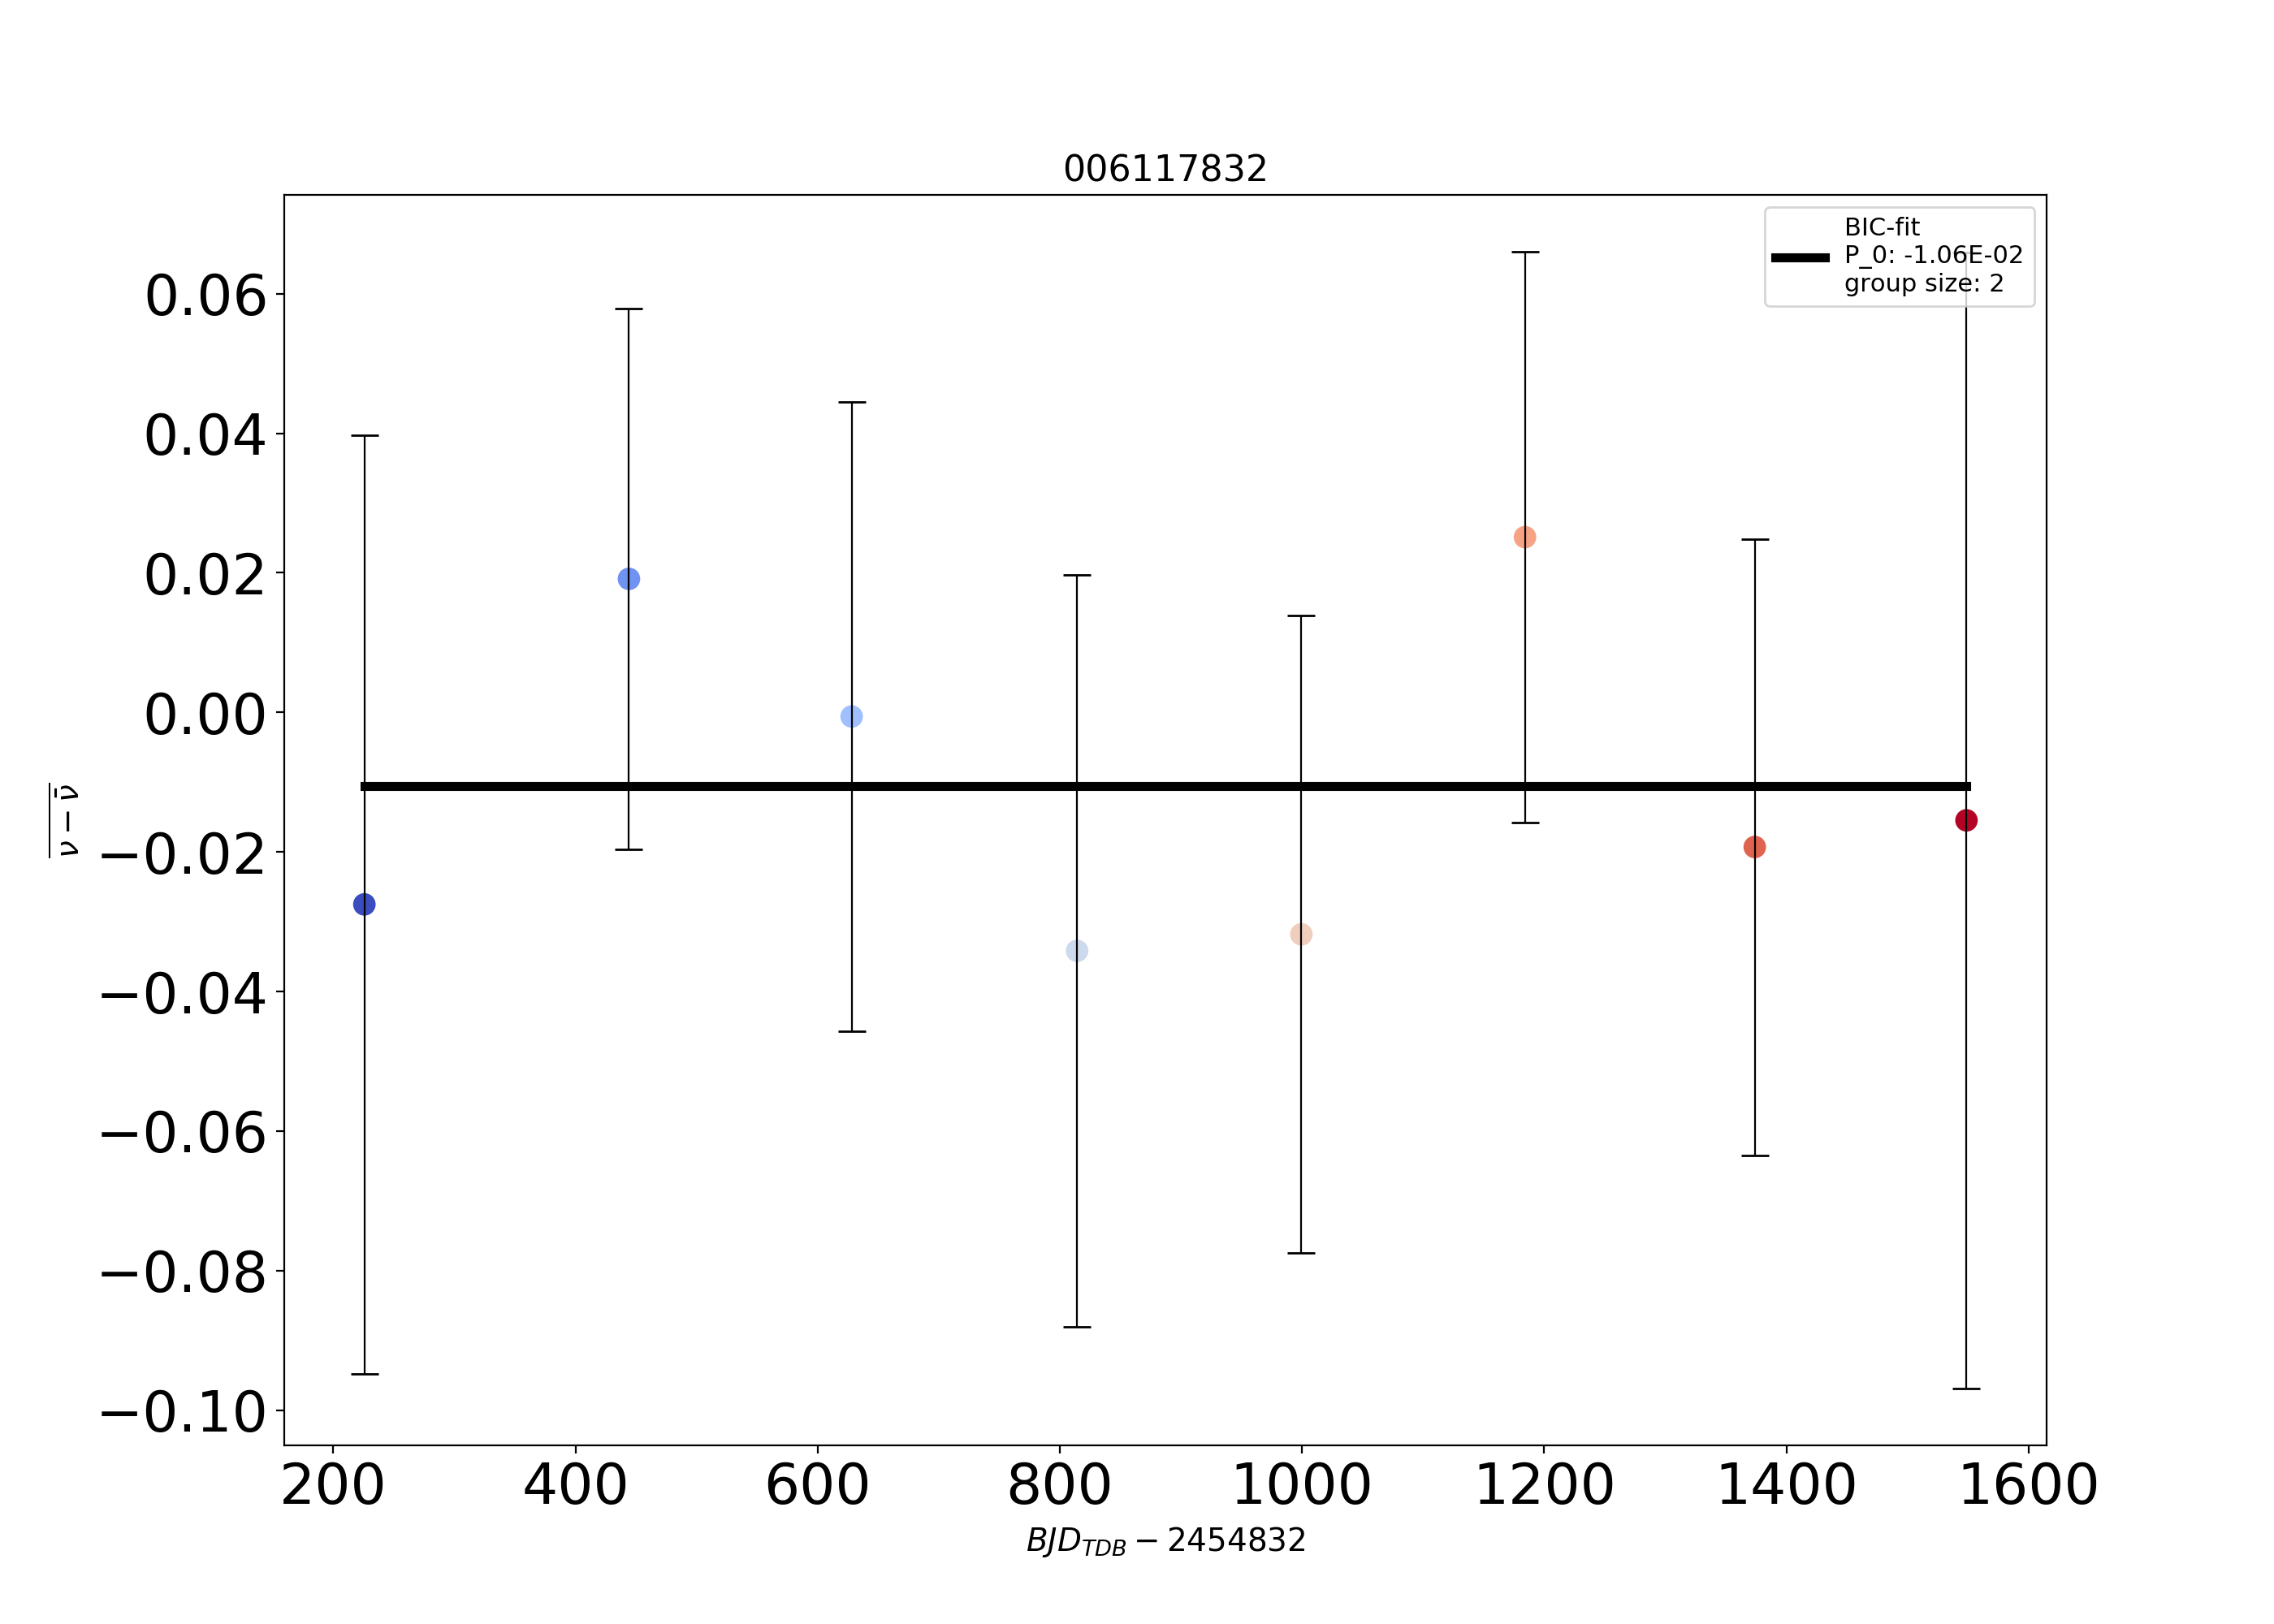 006117832
BIC-fit
P_0: -1.06E-02
group size: 2
0.06
0.04
0.02
0.00
−0.02
−0.04
−0.06
−0.08
−0.10
ν − ν̄
200 400 600 800 1000 1200 1400 1600
BJD_TDB − 2454832